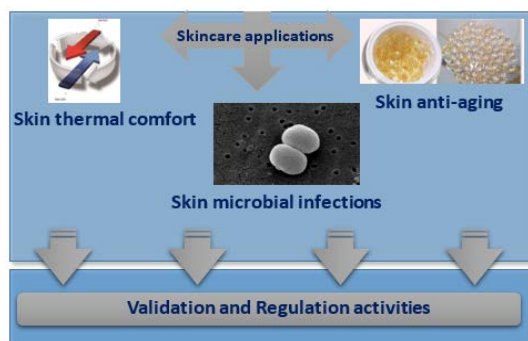 Skincare applications
Skin thermal comfort
Skin anti-aging
Skin microbial infections
Validation and Regulation activities